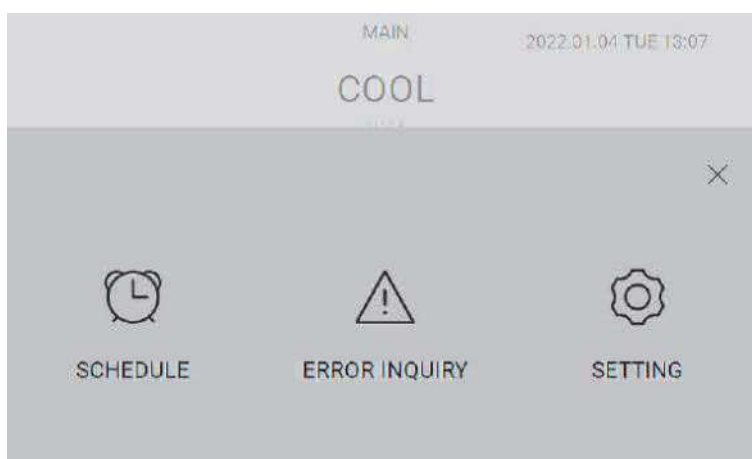 MAIN
2022.01.04 TUE 13:07
COOL
SCHEDULE
ERROR INQUIRY
SETTING